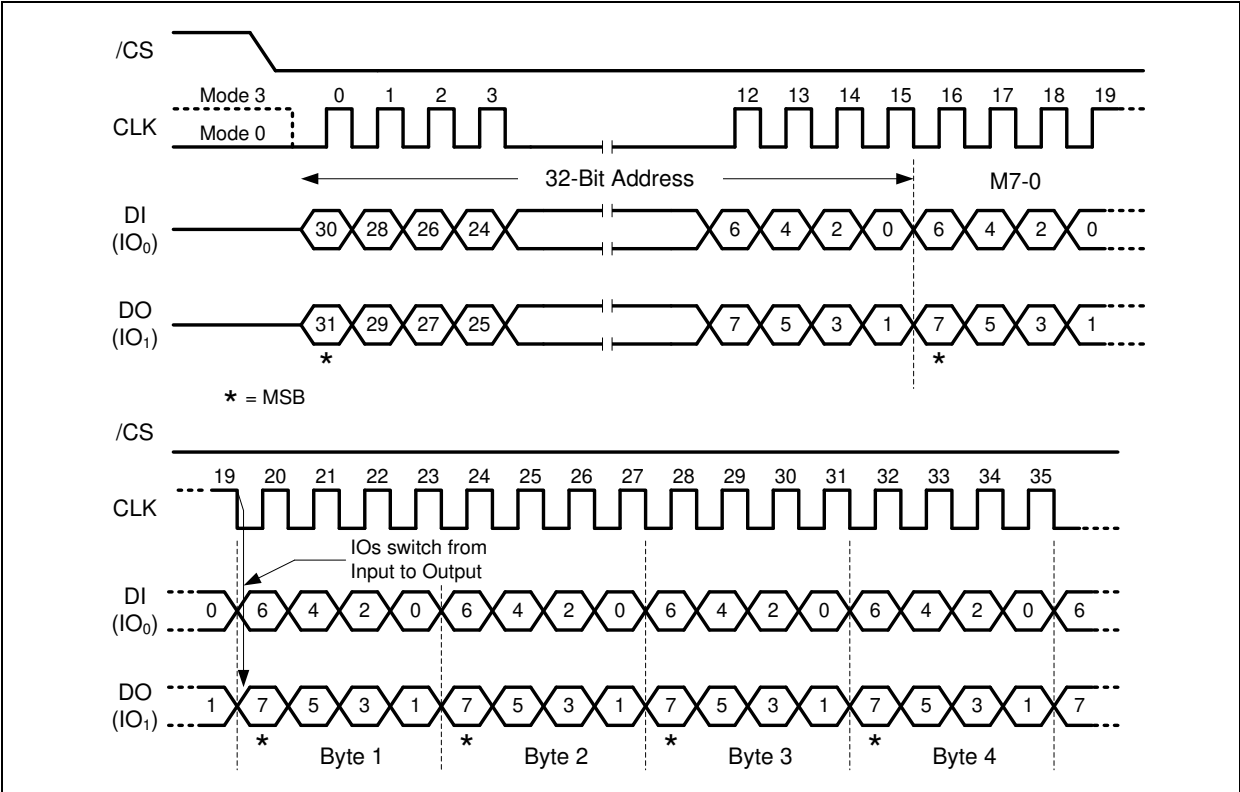 /CS
Mode 3 0 1 2 3 12 13 14 15 16 17 18 19
CLK
Mode 0
32-Bit Address M7-0
DI
(IO₀)
30 28 26 24 6 4 2 0 6 4 2 0
DO
(IO₁)
31 29 27 25 7 5 3 1 7 5 3 1
* *
* = MSB
/CS
19 20 21 22 23 24 25 26 27 28 29 30 31 32 33 34 35
CLK
IOs switch from
Input to Output
DI
(IO₀)
0 6 4 2 0 6 4 2 0 6 4 2 0 6 4 2 0 6
DO
(IO₁)
1 7 5 3 1 7 5 3 1 7 5 3 1 7 5 3 1 7
* * * *
Byte 1 Byte 2 Byte 3 Byte 4